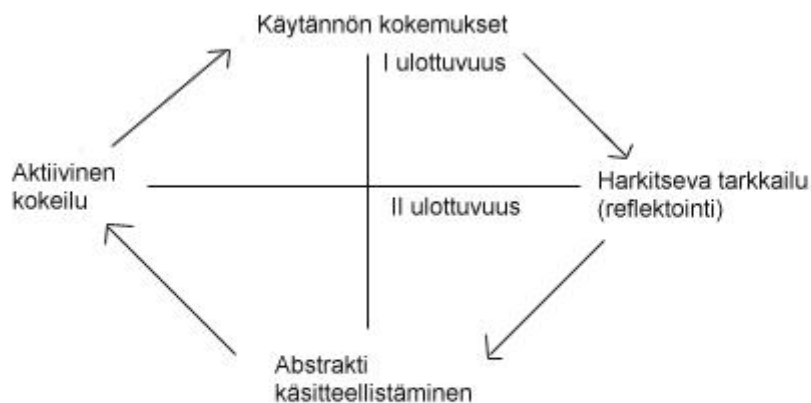 Käytännön kokemukset
I ulottuvuus
Aktiivinen
kokeilu
Harkitseva tarkkailu
(reflektointi)
II ulottuvuus
Abstrakti
käsitteellistäminen